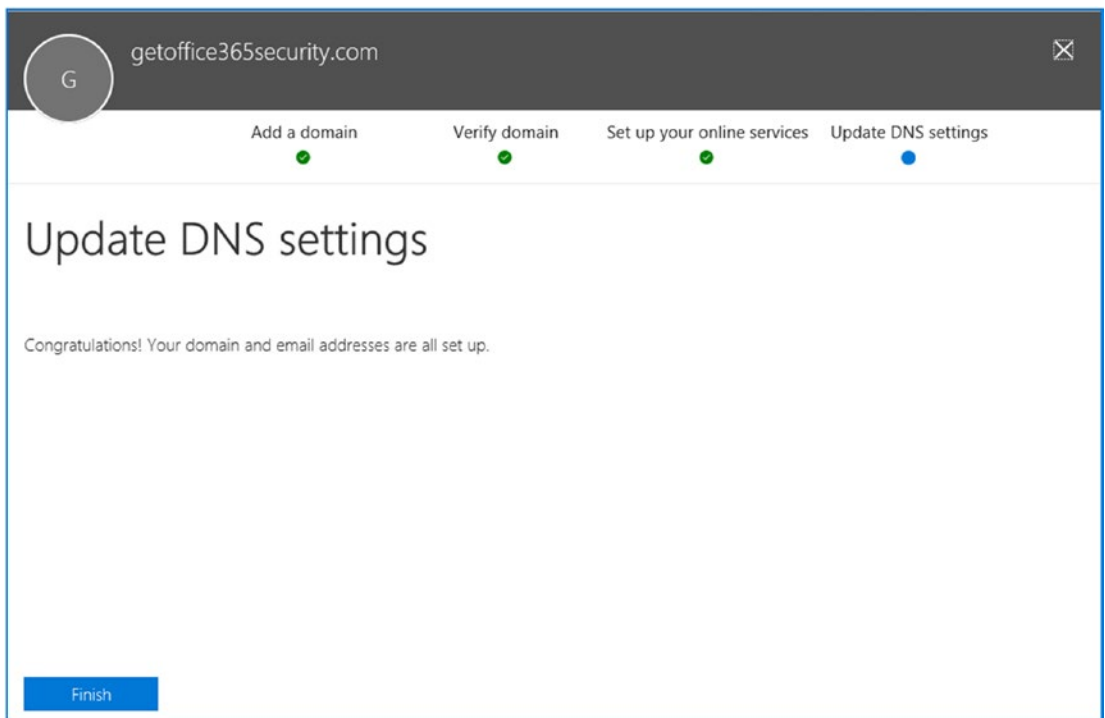 getoffice365security.com
G
Add a domain Verify domain Set up your online services Update DNS settings
Update DNS settings
Congratulations! Your domain and email addresses are all set up.
Finish